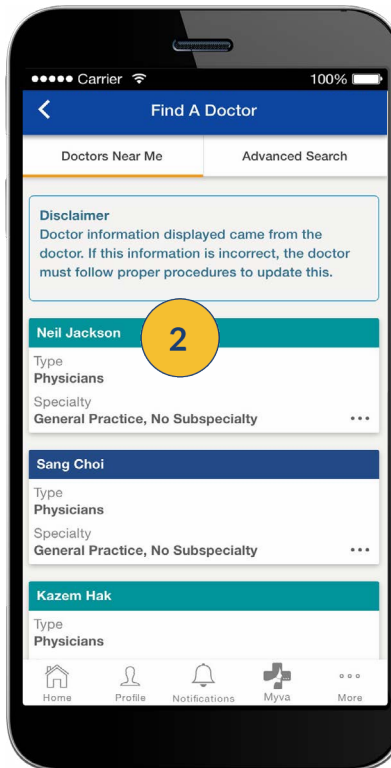 Carrier 100%
Find A Doctor
Doctors Near Me Advanced Search
Disclaimer
Doctor information displayed came from the
doctor. If this information is incorrect, the doctor
must follow proper procedures to update this.
Neil Jackson
2
Type
Physicians
Specialty
General Practice, No Subspecialty
Sang Choi
Type
Physicians
Specialty
General Practice, No Subspecialty
Kazem Hak
Type
Physicians
Home Profile Notifications Myva More